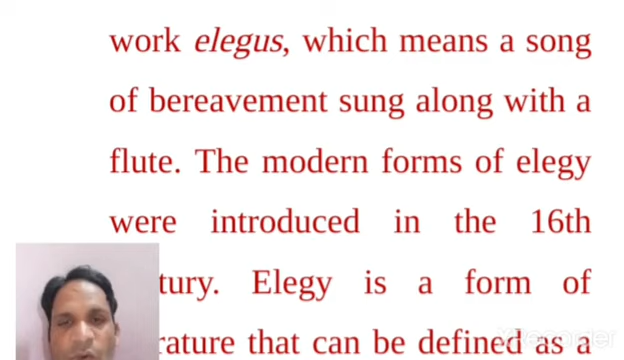 work elegus, which means a song
of bereavement sung along with a
flute. The modern forms of elegy
were introduced in the 16th
tury. Elegy is a form of
rature that can be defined as a
XRecorder